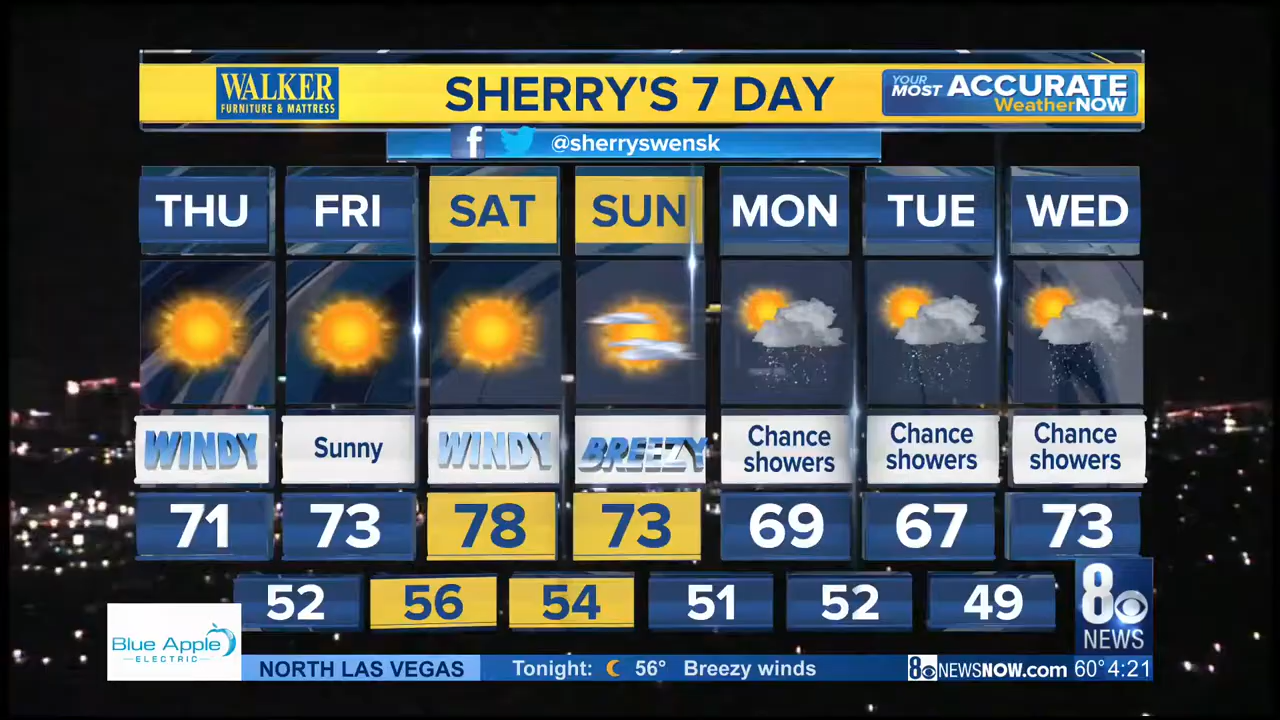 WALKER
FURNITURE & MATTRESS
SHERRY'S 7 DAY
YOUR MOST ACCURATE
WeatherNOW
f @sherryswensk
THU FRI SAT SUN MON TUE WED
WINDY Sunny WINDY BREEZY Chance showers Chance showers Chance showers
71 73 78 73 69 67 73
52 56 54 51 52 49
8 NEWS
Blue Apple
ELECTRIC
NORTH LAS VEGAS Tonight: 56° Breezy winds 8NEWSNOW.com 60° 4:21